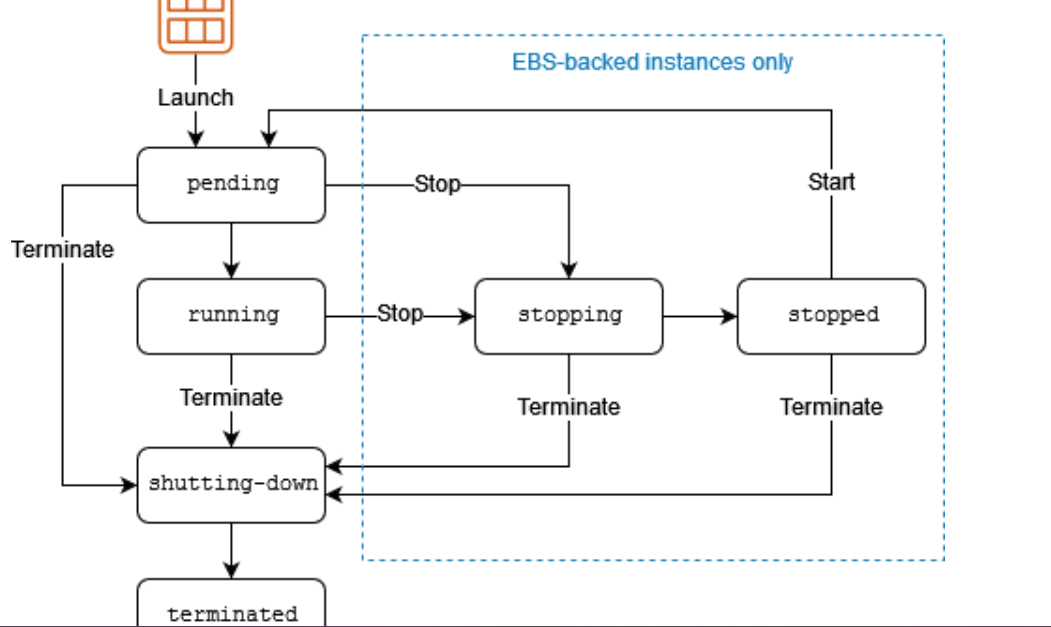 EBS-backed instances only
Launch
pending
Stop
Start
Terminate
running
Stop
stopping
stopped
Terminate
Terminate
Terminate
shutting-down
terminated